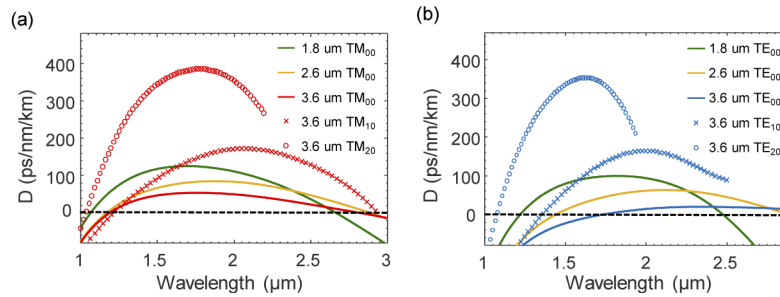 (a)
D (ps/nm/km)
400
300
200
100
0
1.8 um TM₀₀
2.6 um TM₀₀
3.6 um TM₀₀
3.6 um TM₁₀
3.6 um TM₂₀
1
1.5
2
2.5
3
Wavelength (μm)
(b)
D (ps/nm/km)
400
300
200
100
0
1.8 um TE₀₀
2.6 um TE₀₀
3.6 um TE₀₀
3.6 um TE₁₀
3.6 um TE₂₀
1
1.5
2
2.5
Wavelength (μm)